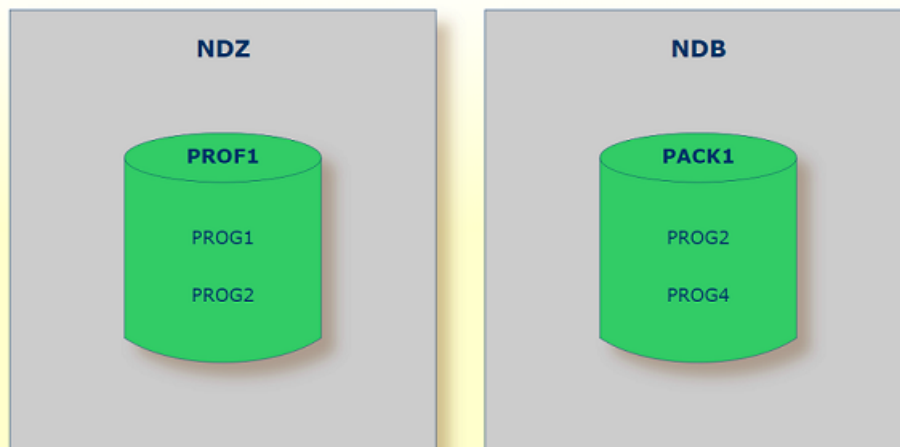 NDZ
PROF1
PROG1
PROG2
NDB
PACK1
PROG2
PROG4